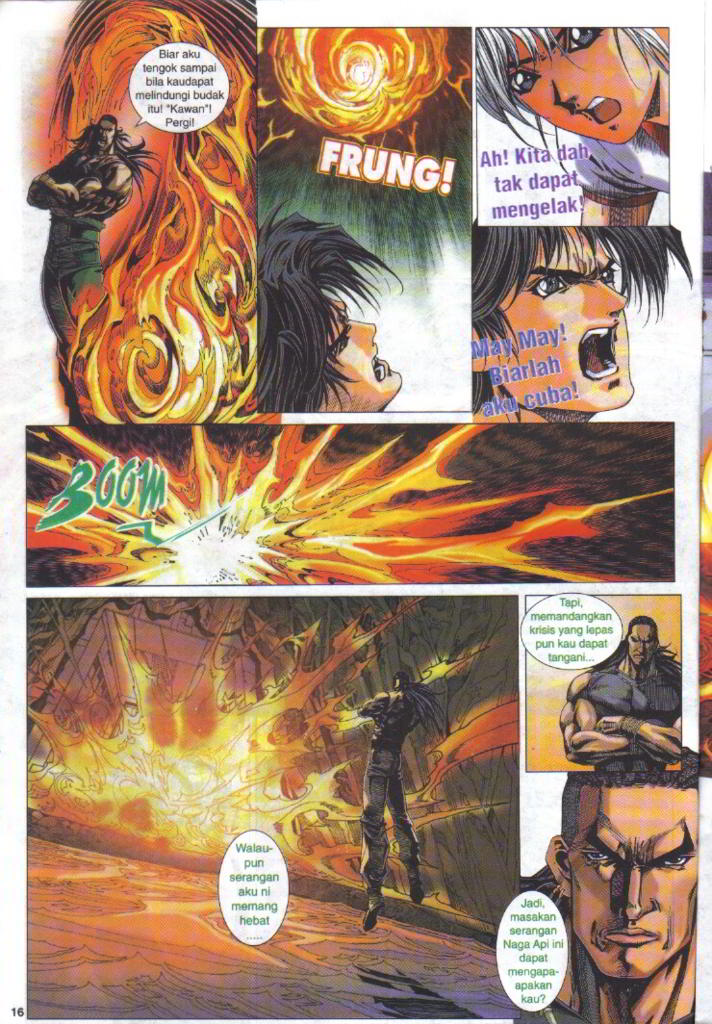 Biar aku
tengok sampai
bila kaudapat
melindungi budak
itu! "Kawan"!
Pergi!
FRUNG!
Ah! Kita dah
tak dapat
mengelak!
May May!
Biarlah
aku cuba!
BOOM
Walau-
pun
serangan
aku ni
memang
hebat
.....
Tapi,
memandangkan
krisis yang lepas
pun kau dapat
tangani...
Jadi,
masakan
serangan
Naga Api ini
dapat
mengapa-
apakan
kau?
16